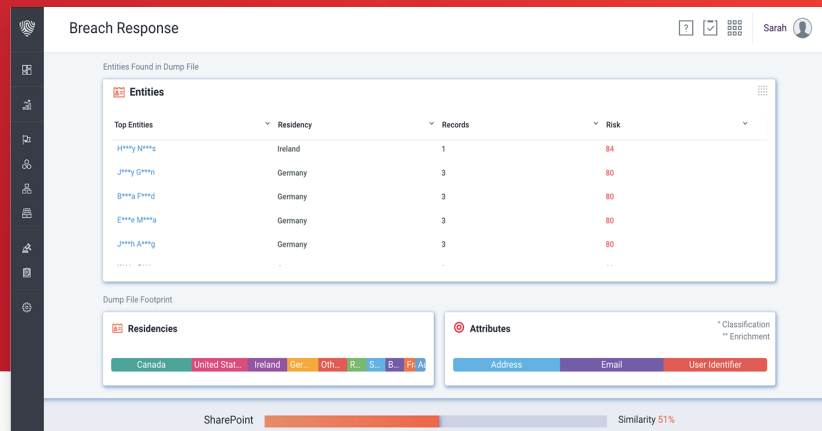 Breach Response
?
Sarah
Entities Found in Dump File
Entities
Top Entities Residency Records Risk
H***y N***s Ireland 1 84
J***y G***n Germany 3 80
B***a F***d Germany 3 80
E***e M***a Germany 3 80
J***h A***g Germany 3 80
Dump File Footprint
Residencies
Canada United Stat... Ireland Ger... Oth... R... S... B... Fr Au
Attributes
* Classification
** Enrichment
Address Email User Identifier
SharePoint Similarity 51%